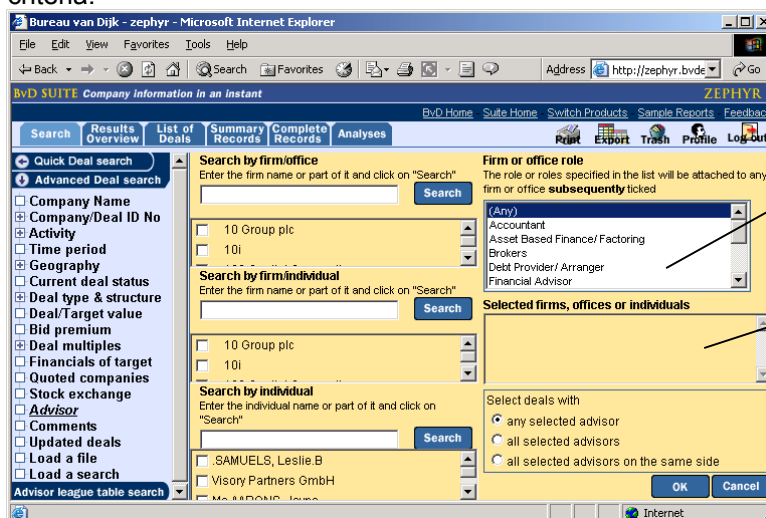 criteria:
Bureau van Dijk - zephyr - Microsoft Internet Explorer
File Edit View Favorites Tools Help
Back Search Favorites Address http://zephyr.bvde Go
BvD SUITE Company information in an instant ZEPHYR
BvD Home Suite Home Switch Products Sample Reports Feedbac
Search Results Overview List of Deals Summary Records Complete Records Analyses Print Export Trash Profile Log out
Quick Deal search
Advanced Deal search
Company Name
Company/Deal ID No
Activity
Time period
Geography
Current deal status
Deal type & structure
Deal/Target value
Bid premium
Deal multiples
Financials of target
Quoted companies
Stock exchange
Advisor
Comments
Updated deals
Load a file
Load a search
Advisor league table search
Search by firm/office
Enter the firm name or part of it and click on "Search"
Search
10 Group plc
10i
Search by firm/individual
Enter the firm name or part of it and click on "Search"
Search
10 Group plc
10i
Search by individual
Enter the individual name or part of it and click on
"Search"
Search
.SAMUELS, Leslie.B
Visory Partners GmbH
Firm or office role
The role or roles specified in the list will be attached to any
firm or office subsequently ticked
(Any)
Accountant
Asset Based Finance/ Factoring
Brokers
Debt Provider/ Arranger
Financial Advisor
Selected firms, offices or individuals
Select deals with
any selected advisor
all selected advisors
all selected advisors on the same side
OK Cancel
Internet